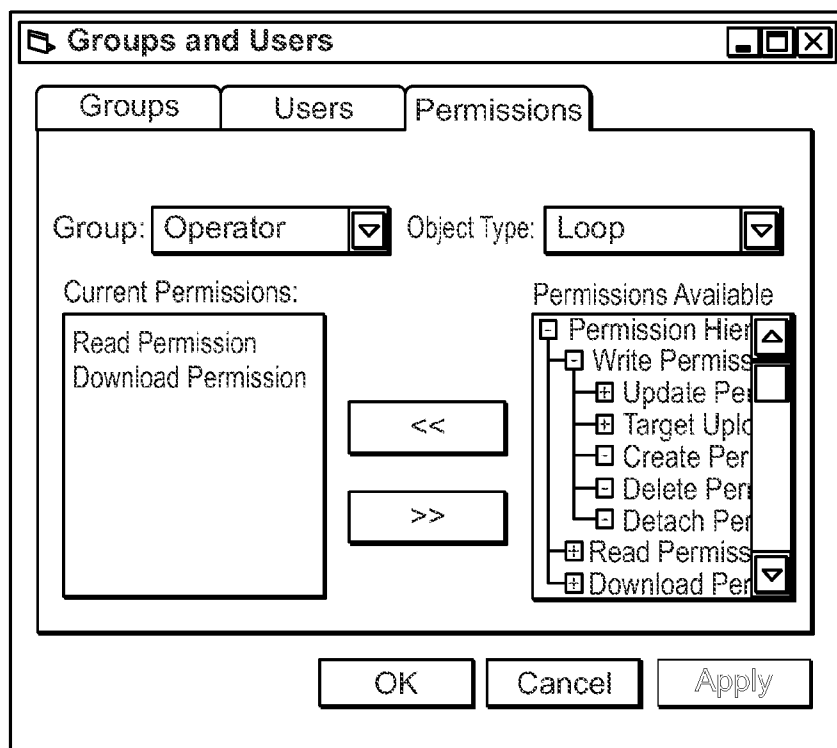 Groups and Users
Groups Users Permissions
Group: Operator Object Type: Loop
Current Permissions: Permissions Available
Read Permission
Download Permission
<<
>>
Permission Hier
Write Permiss
Update Per
Target Uplo
Create Per
Delete Per
Detach Per
Read Permiss
Download Per
OK Cancel Apply